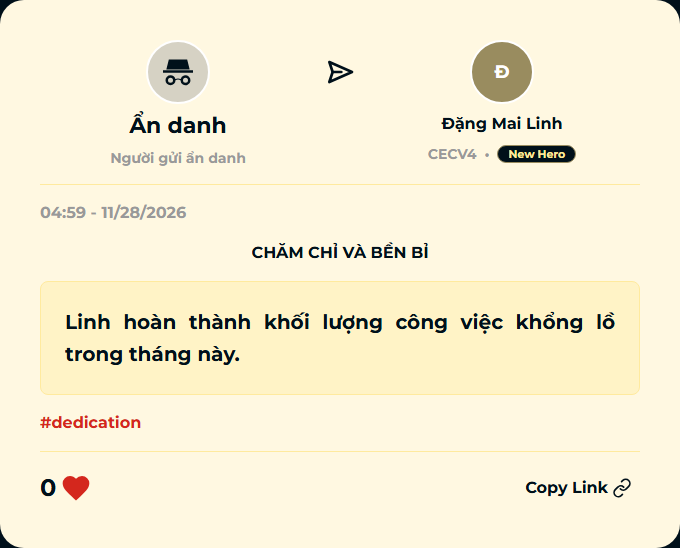 Ẩn danh
Người gửi ẩn danh
Đ
Đặng Mai Linh
CECV4 • New Hero
04:59 - 11/28/2026
CHĂM CHỈ VÀ BỀN BỈ
Linh hoàn thành khối lượng công việc khổng lồ
trong tháng này.
#dedication
0
Copy Link